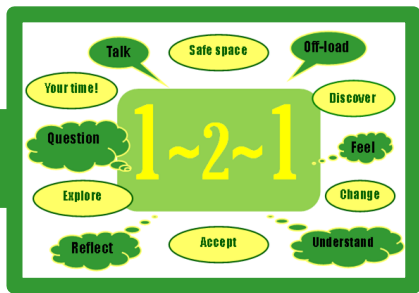 Talk
Safe space
Off-load
Your time!
Discover
Question
1~2~1
Feel
Explore
Change
Reflect
Accept
Understand